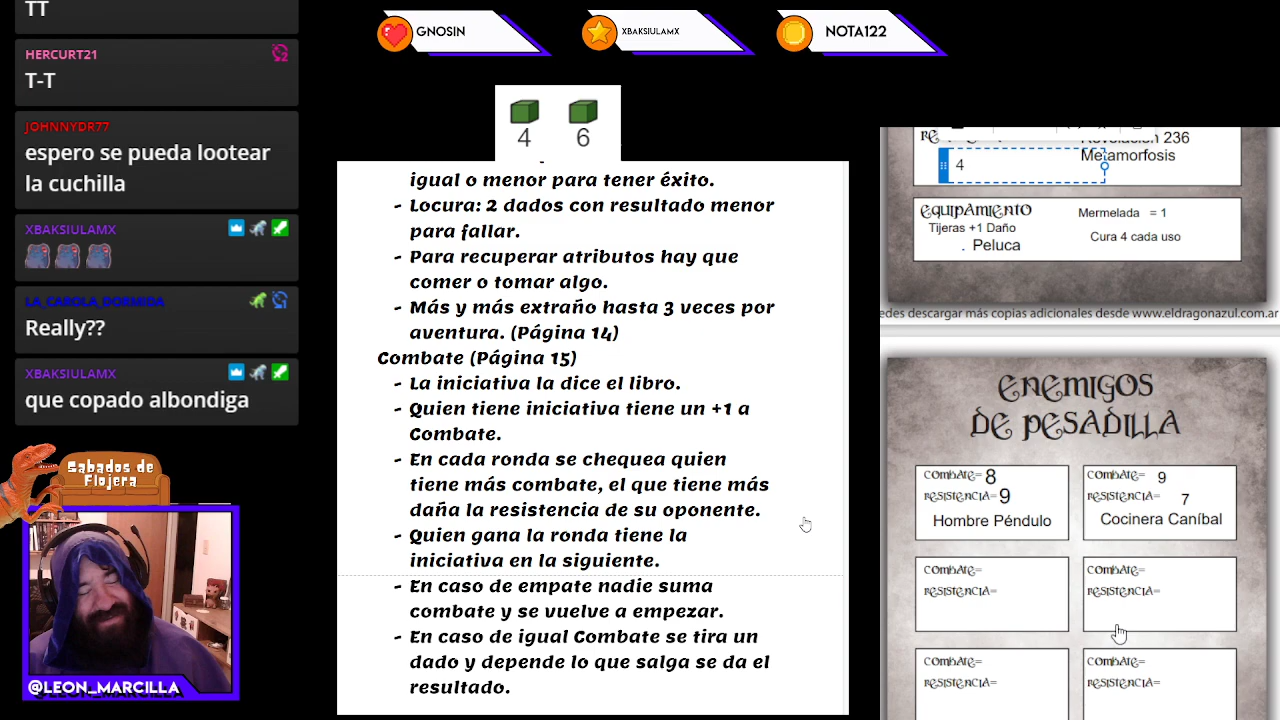 TT
HERCURT21
T-T
JOHNNYDR77
espero se pueda lootear
la cuchilla
XBAKSIULAMX
LA_CAROLA_DORMIDA
Really??
XBAKSIULAMX
que copado albondiga
Sabados de
Flojera
@LEON_MARCILLA
GNOSIN
XBAKSIULAMX
NOTA122
4 6
igual o menor para tener éxito.
- Locura: 2 dados con resultado menor
para fallar.
- Para recuperar atributos hay que
comer o tomar algo.
- Más y más extraño hasta 3 veces por
aventura. (Página 14)
Combate (Página 15)
- La iniciativa la dice el libro.
- Quien tiene iniciativa tiene un +1 a
Combate.
- En cada ronda se chequea quien
tiene más combate, el que tiene más
daña la resistencia de su oponente.
- Quien gana la ronda tiene la
iniciativa en la siguiente.
- En caso de empate nadie suma
combate y se vuelve a empezar.
- En caso de igual Combate se tira un
dado y depende lo que salga se da el
resultado.
Revelación 236
Metamorfosis
4
EQUIPAMIENTO
Mermelada = 1
Tijeras +1 Daño
Cura 4 cada uso
. Peluca
edes descargar más copias adicionales desde www.eldragonazul.com.ar
ENEMIGOS
DE PESADILLA
COMBATE= 8
RESISTENCIA= 9
Hombre Péndulo
COMBATE= 9
RESISTENCIA= 7
Cocinera Caníbal
COMBATE=
RESISTENCIA=
COMBATE=
RESISTENCIA=
COMBATE=
RESISTENCIA=
COMBATE=
RESISTENCIA=